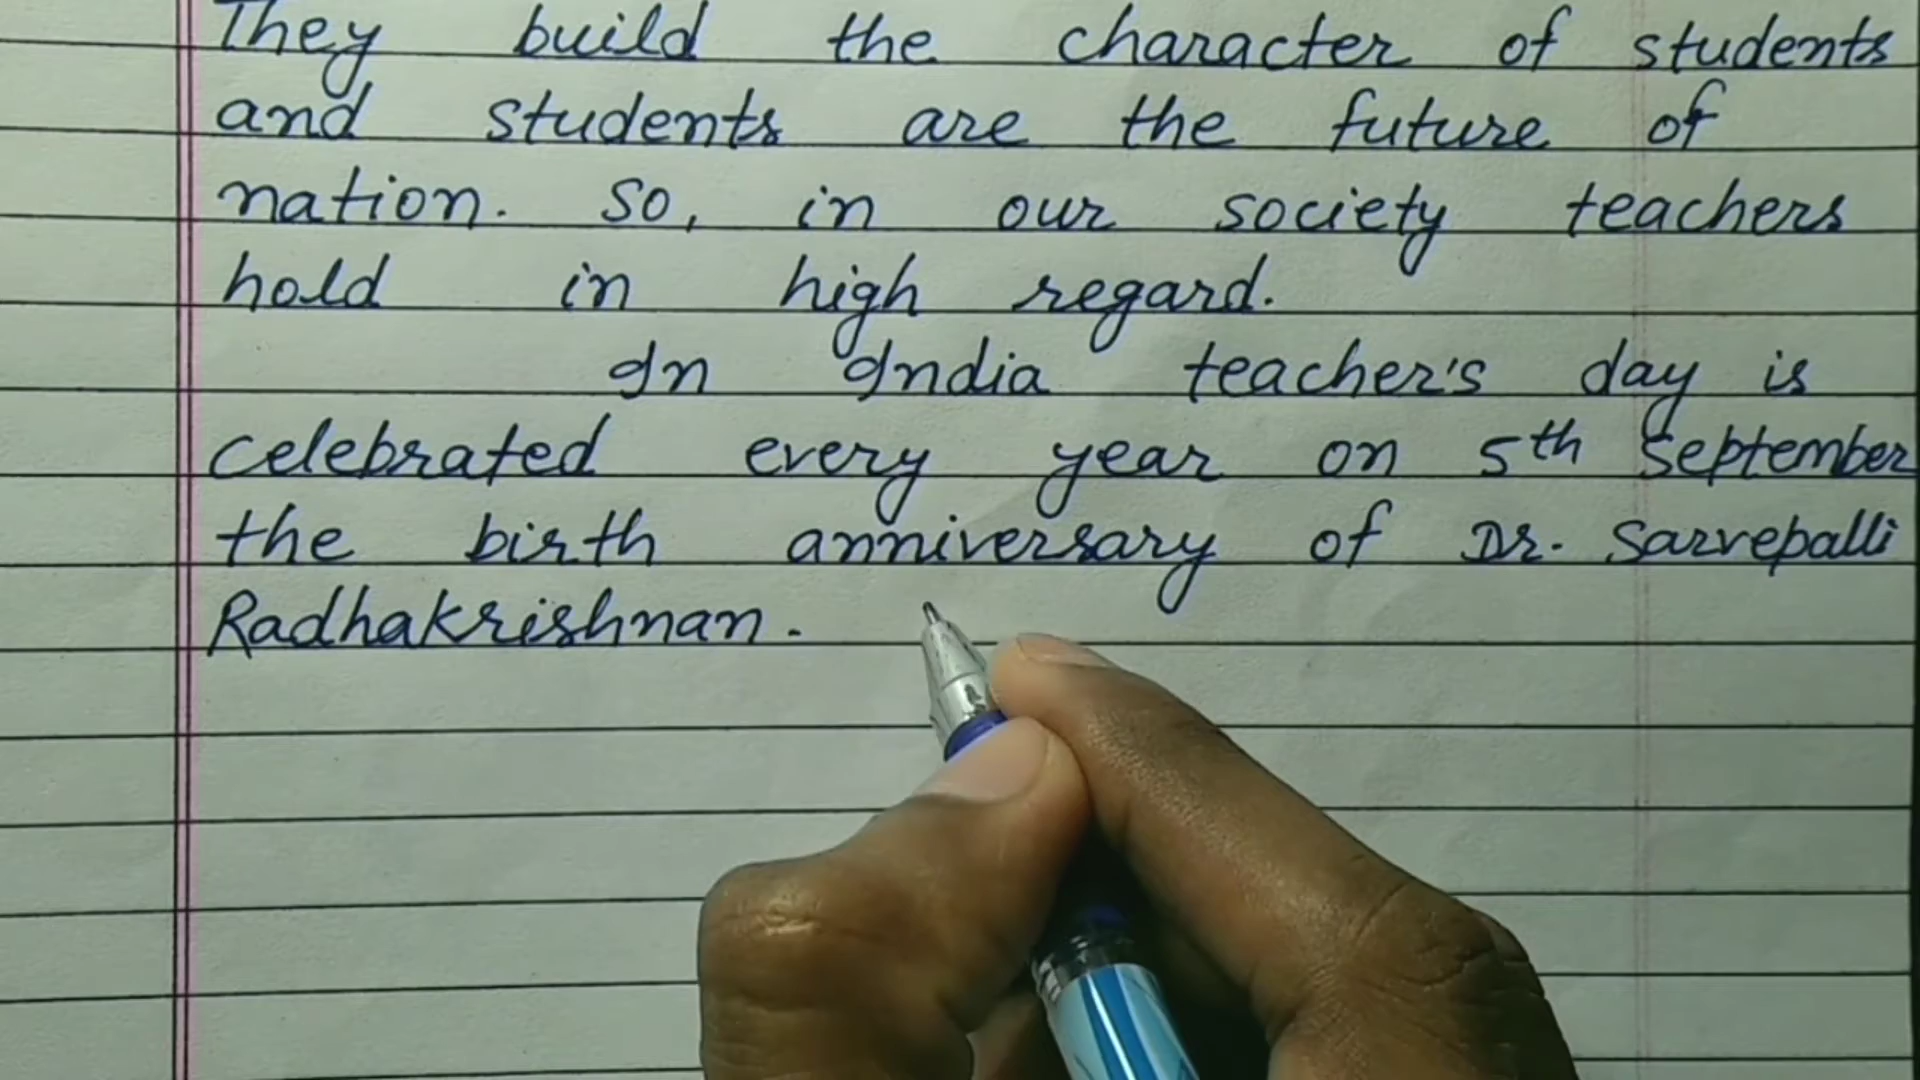 They build the character of students
and students are the future of
nation. So, in our society teachers
hold in high regard.
In India teacher's day is
celebrated every year on 5th September
the birth anniversary of Dr. Sarvepalli
Radhakrishnan.